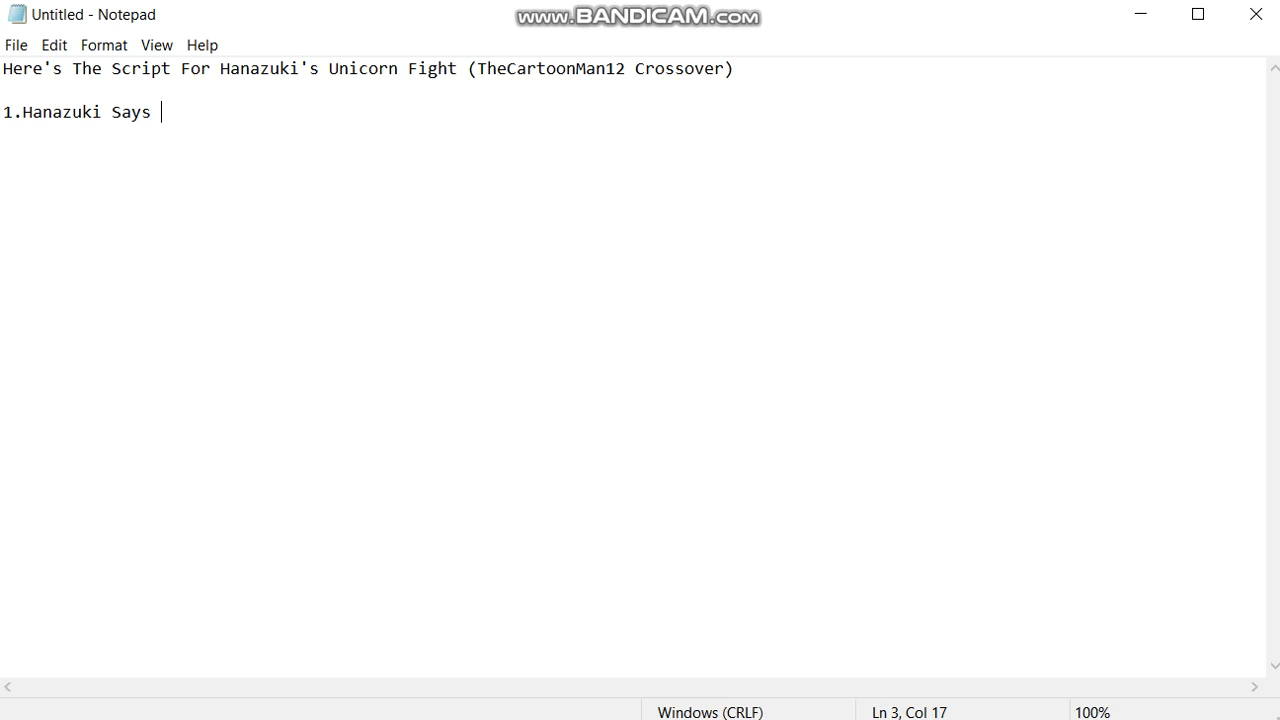 Untitled - Notepad
www.BANDICAM.com
File Edit Format View Help
Here's The Script For Hanazuki's Unicorn Fight (TheCartoonMan12 Crossover)
1.Hanazuki Says
Windows (CRLF) Ln 3, Col 17 100%